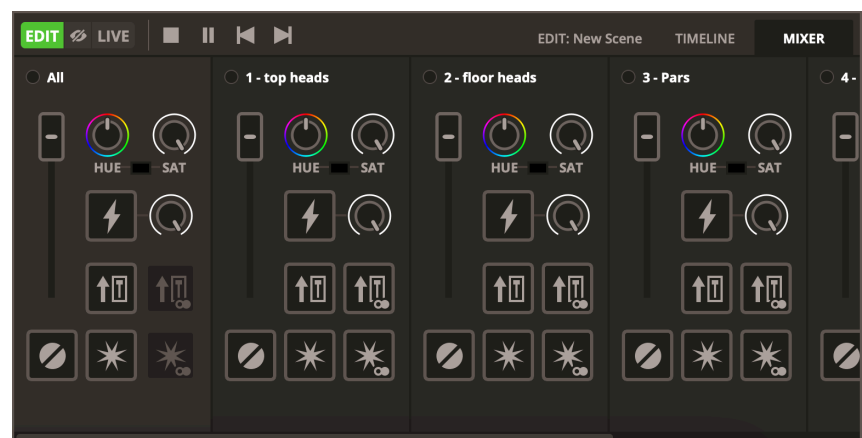 EDIT LIVE EDIT: New Scene TIMELINE MIXER
All 1 - top heads 2 - floor heads 3 - Pars 4 -
HUE SAT HUE SAT HUE SAT HUE SAT